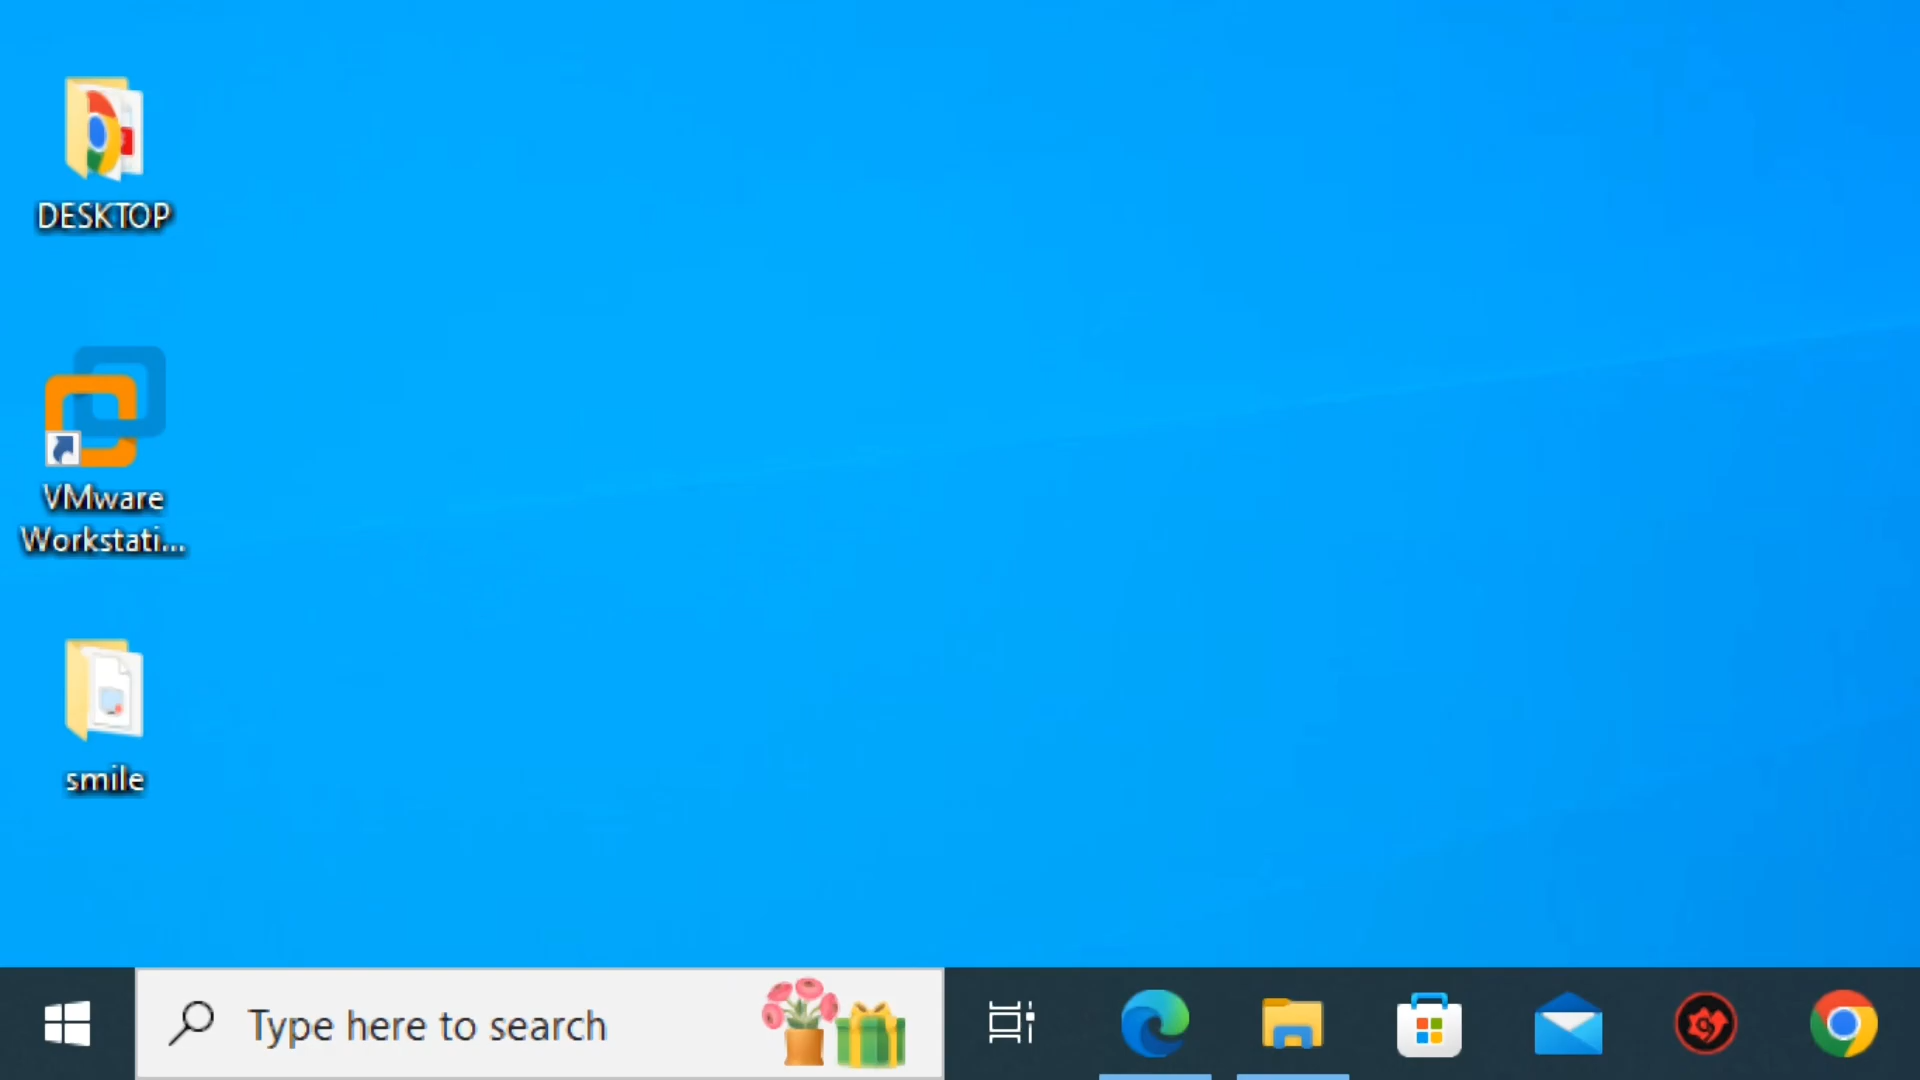 DESKTOP
VMware
Workstati...
smile
Type here to search